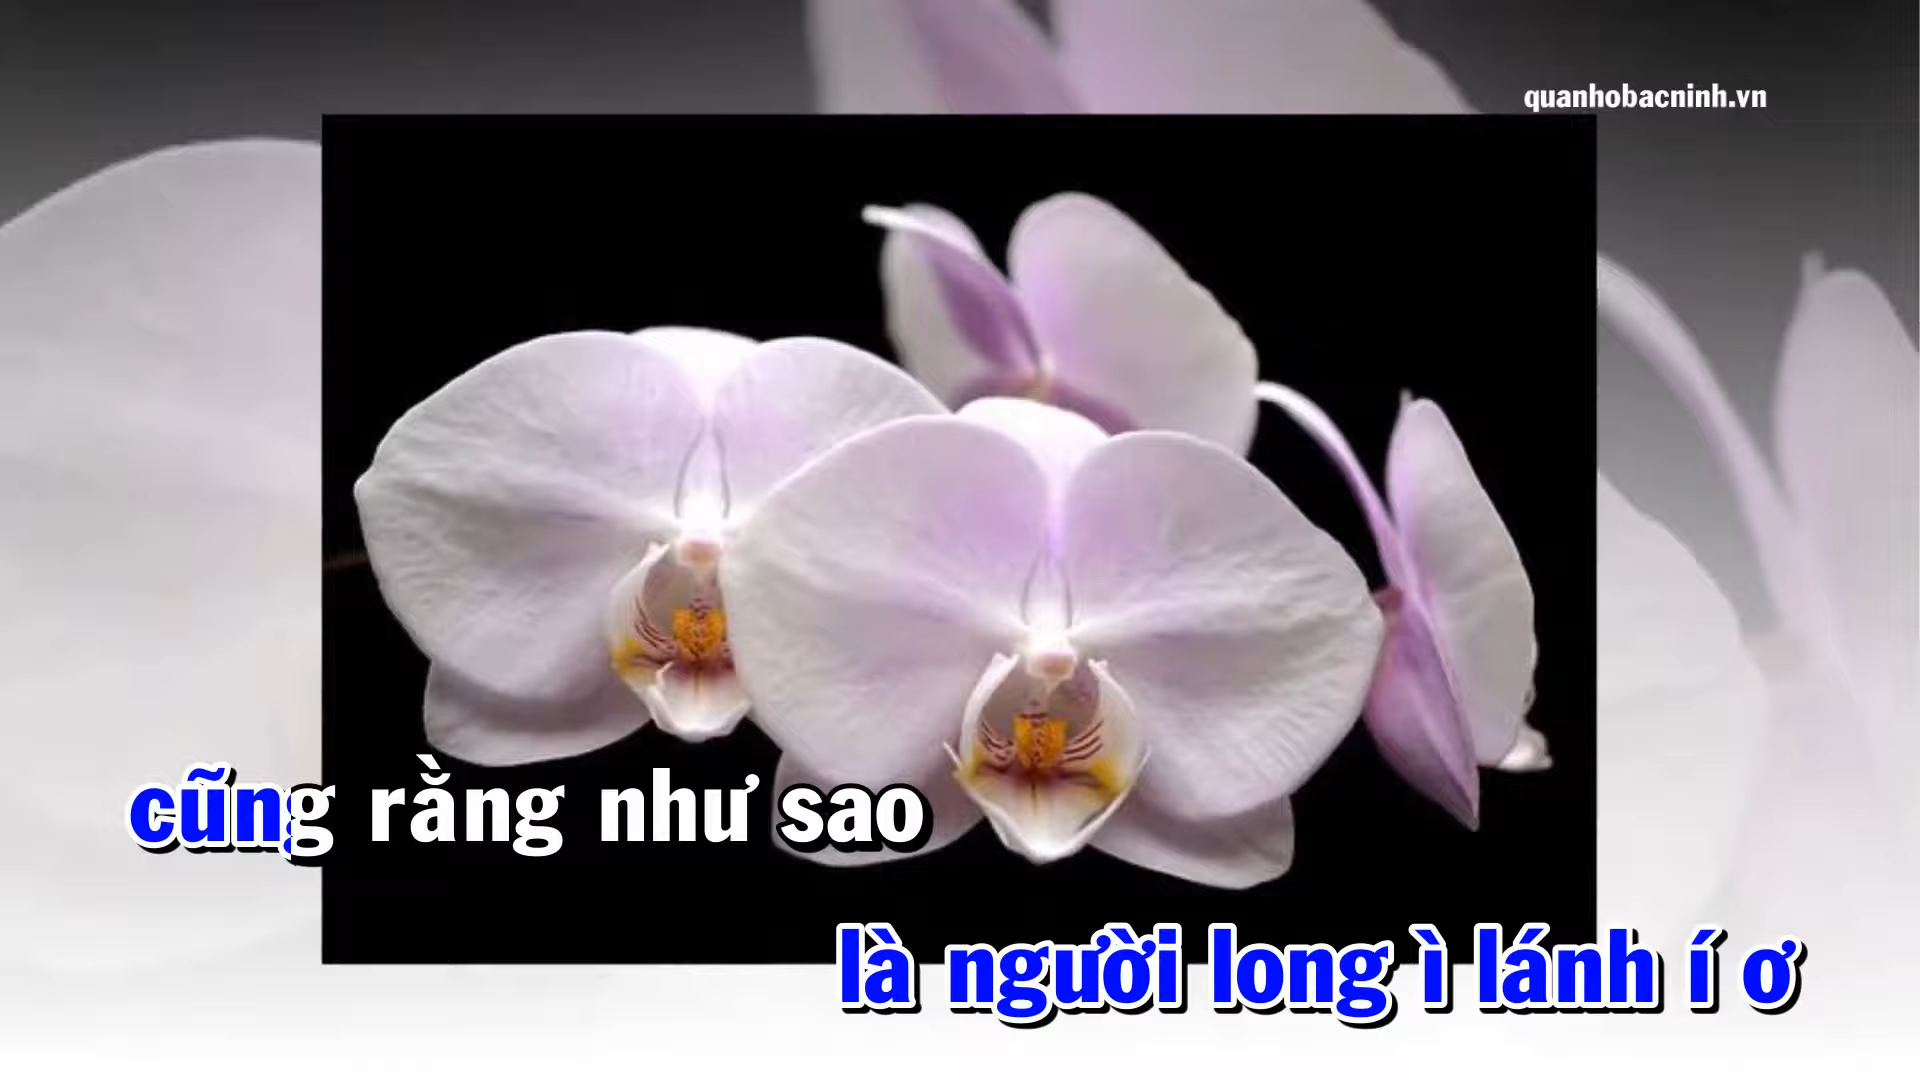 quanhobacninh.vn
cũng rằng như sao
là người long ì lánh í ơ